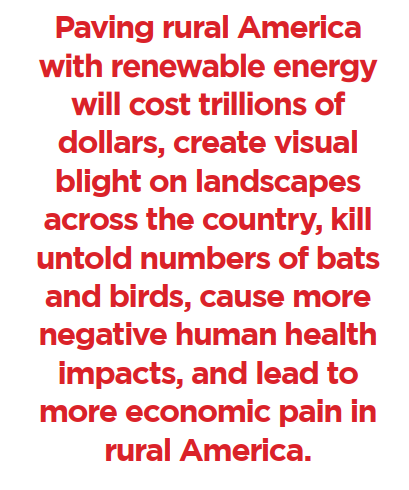 Paving rural America
with renewable energy
will cost trillions of
dollars, create visual
blight on landscapes
across the country, kill
untold numbers of bats
and birds, cause more
negative human health
impacts, and lead to
more economic pain in
rural America.